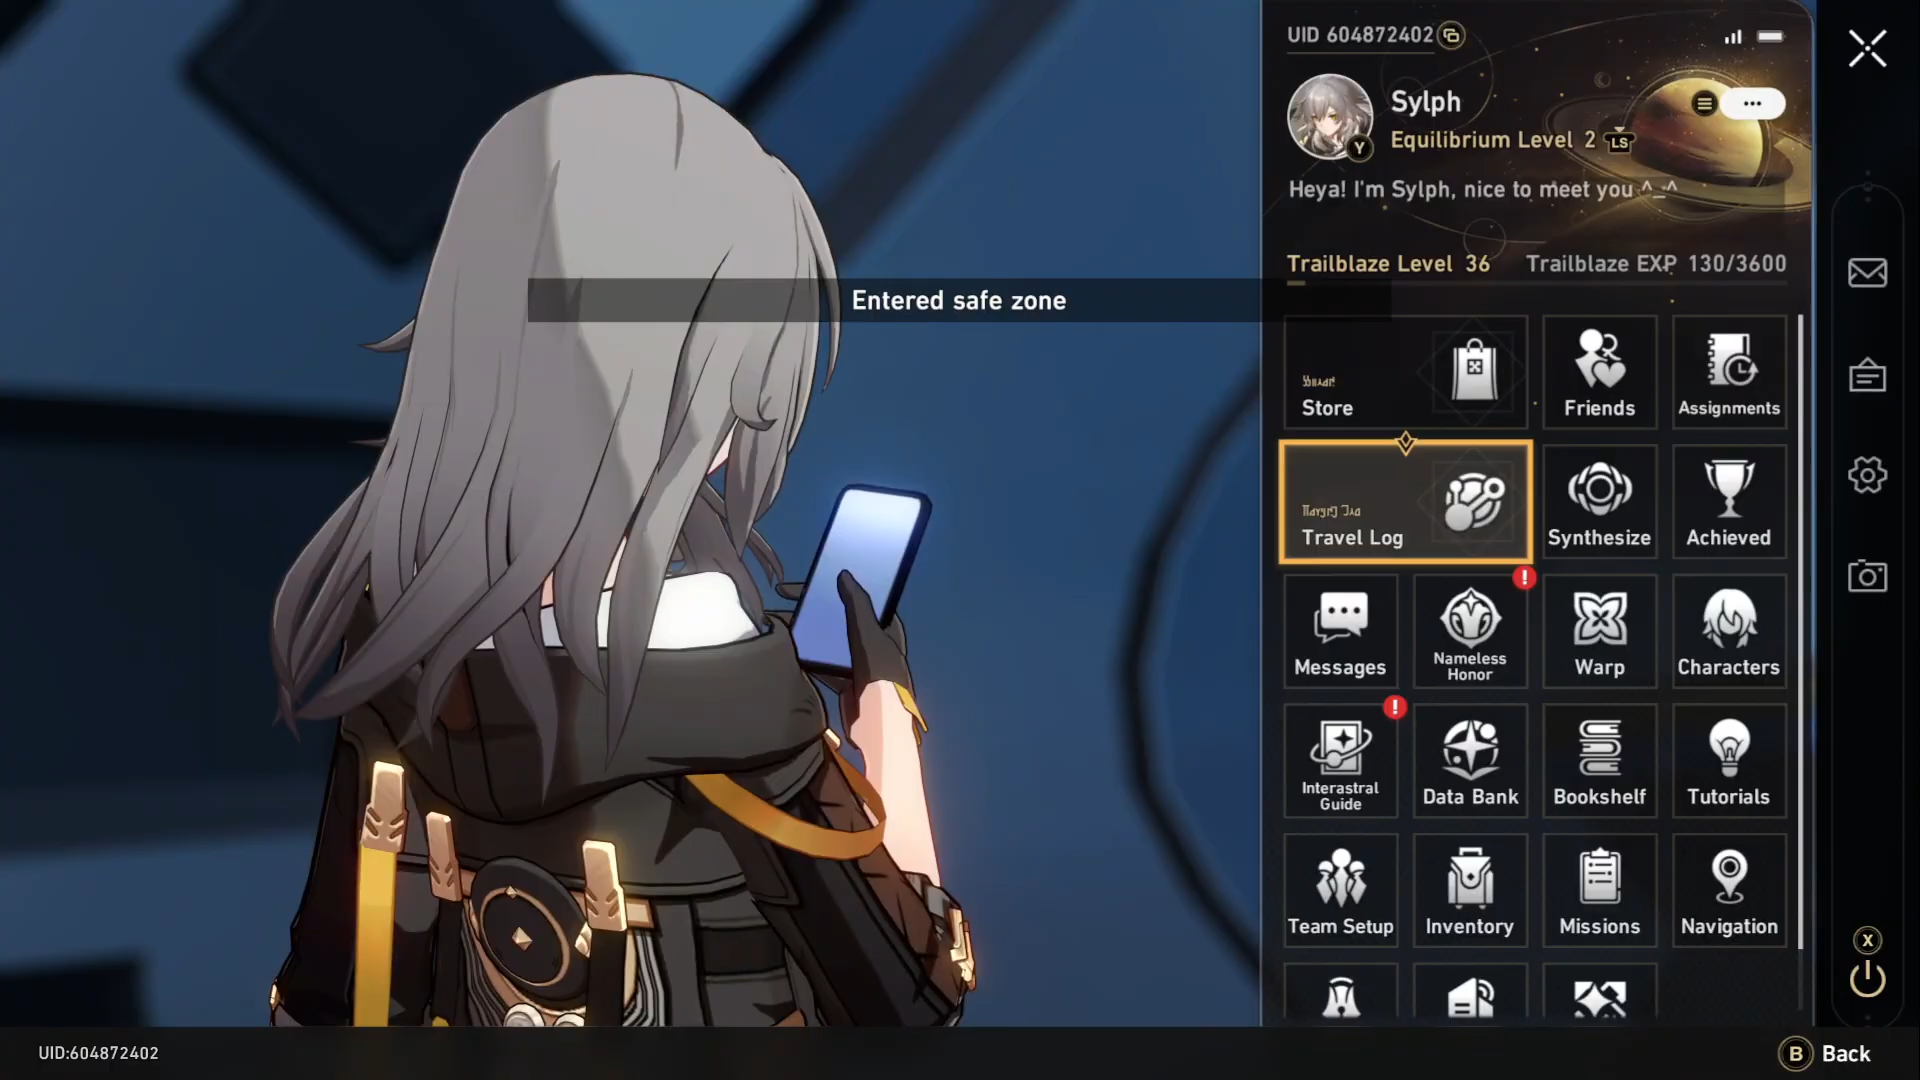 UID 604872402
Sylph
Y
Equilibrium Level 2
LS
Heya! I'm Sylph, nice to meet you ^_^
Trailblaze Level 36
Trailblaze EXP 130/3600
Entered safe zone
Store
Friends
Assignments
Travel Log
Synthesize
Achieved
Messages
Nameless
Honor
Warp
Characters
Interastral
Guide
Data Bank
Bookshelf
Tutorials
Team Setup
Inventory
Missions
Navigation
X
UID:604872402
B Back